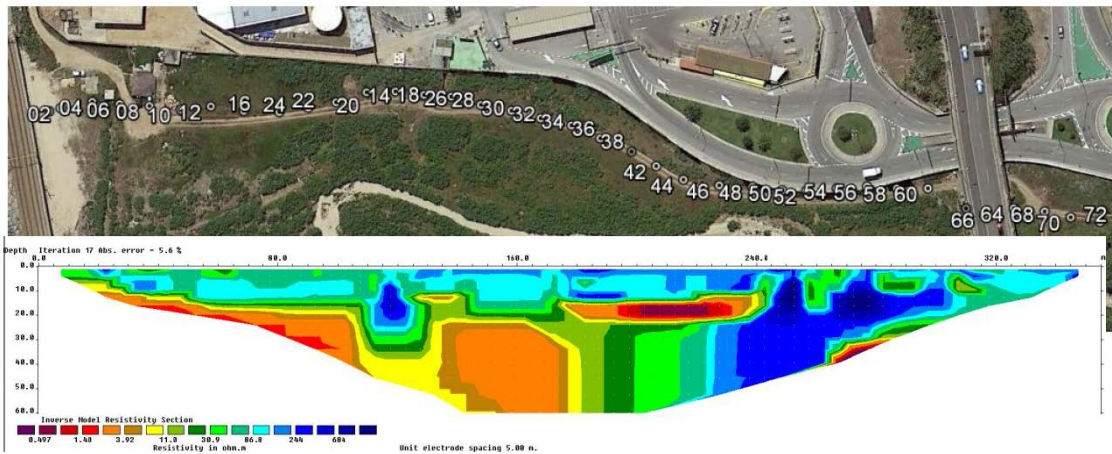 02 04 06 08 10 12 16 24 22 20 14 18 26 28 30 32 34 36 38 42 44 46 48 50 52 54 56 58 60 66 64 68 70 72
Depth Iteration 17 Abs. error = 5.6 %
0.0 80.0 160.0 240.0 320.0 m
0.0
10.0
20.0
30.0
40.0
50.0
60.0
Inverse Model Resistivity Section
0.497 1.40 3.92 11.0 30.9 86.8 244 684
Resistivity in ohm.m Unit electrode spacing 5.00 m.